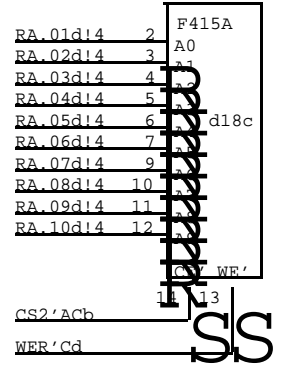 F415A
RA.01d!4 2 A0
RA.02d!4 3 A1
RA.03d!4 4
RA.04d!4 5
RA.05d!4 6 d18c
RA.06d!4 7
RA.07d!4 9
RA.08d!4 10
RA.09d!4 11
RA.10d!4 12
WE'
14 13
CS2'ACb
WER'Cd
SS